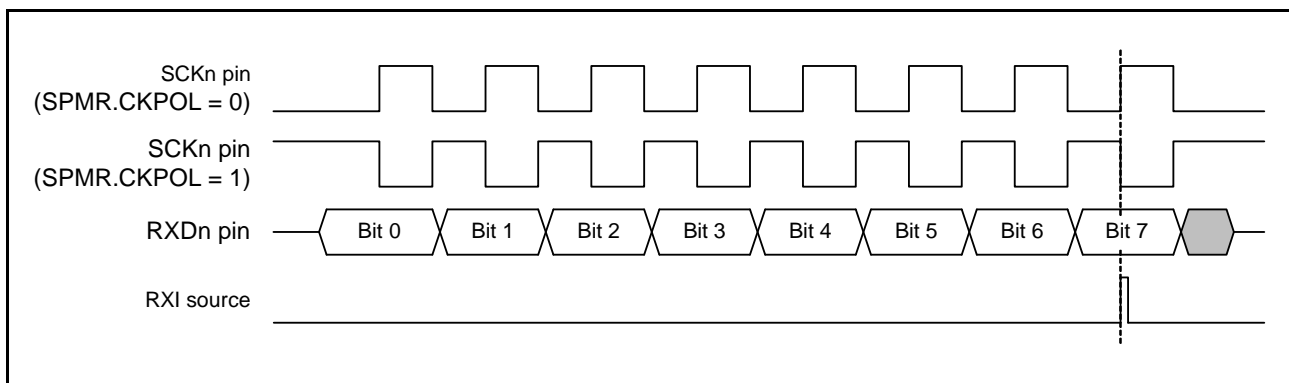 SCKn pin
(SPMR.CKPOL = 0)
SCKn pin
(SPMR.CKPOL = 1)
RXDn pin
Bit 0 Bit 1 Bit 2 Bit 3 Bit 4 Bit 5 Bit 6 Bit 7
RXI source